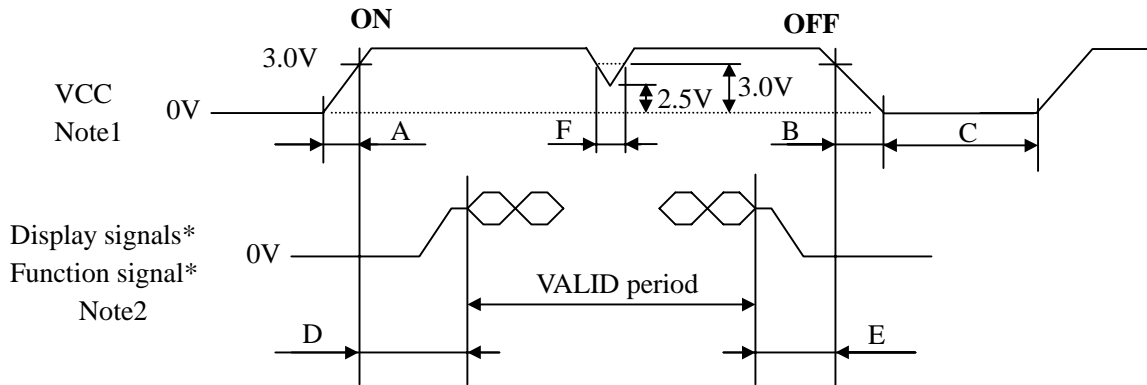 ON
OFF
3.0V
3.0V
2.5V
VCC
0V
Note1
A
F
B
C
Display signals*
0V
Function signal*
VALID period
Note2
D
E